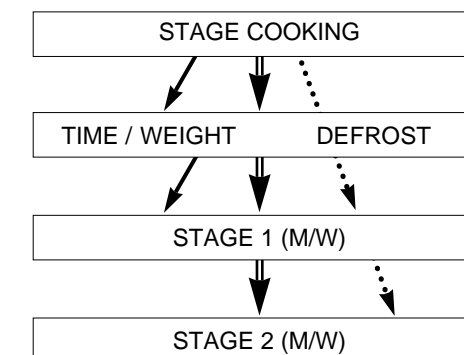 STAGE COOKING
TIME / WEIGHT DEFROST
STAGE 1 (M/W)
STAGE 2 (M/W)